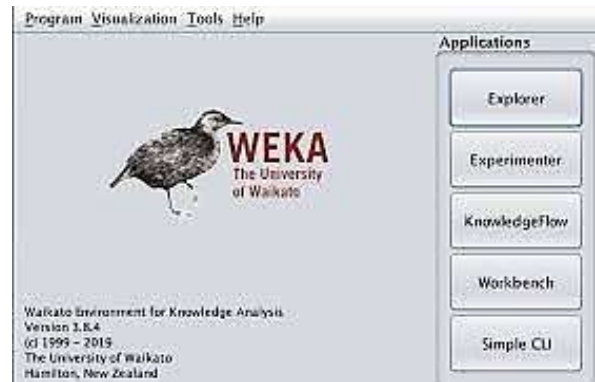 Program Visualization Tools Help
Applications
Explorer
WEKA
The University
of Waikato
Experimenter
KnowledgeFlow
Workbench
Simple CLI
Waikato Environment for Knowledge Analysis
Version 3.8.4
(c) 1999 - 2019
The University of Waikato
Hamilton, New Zealand